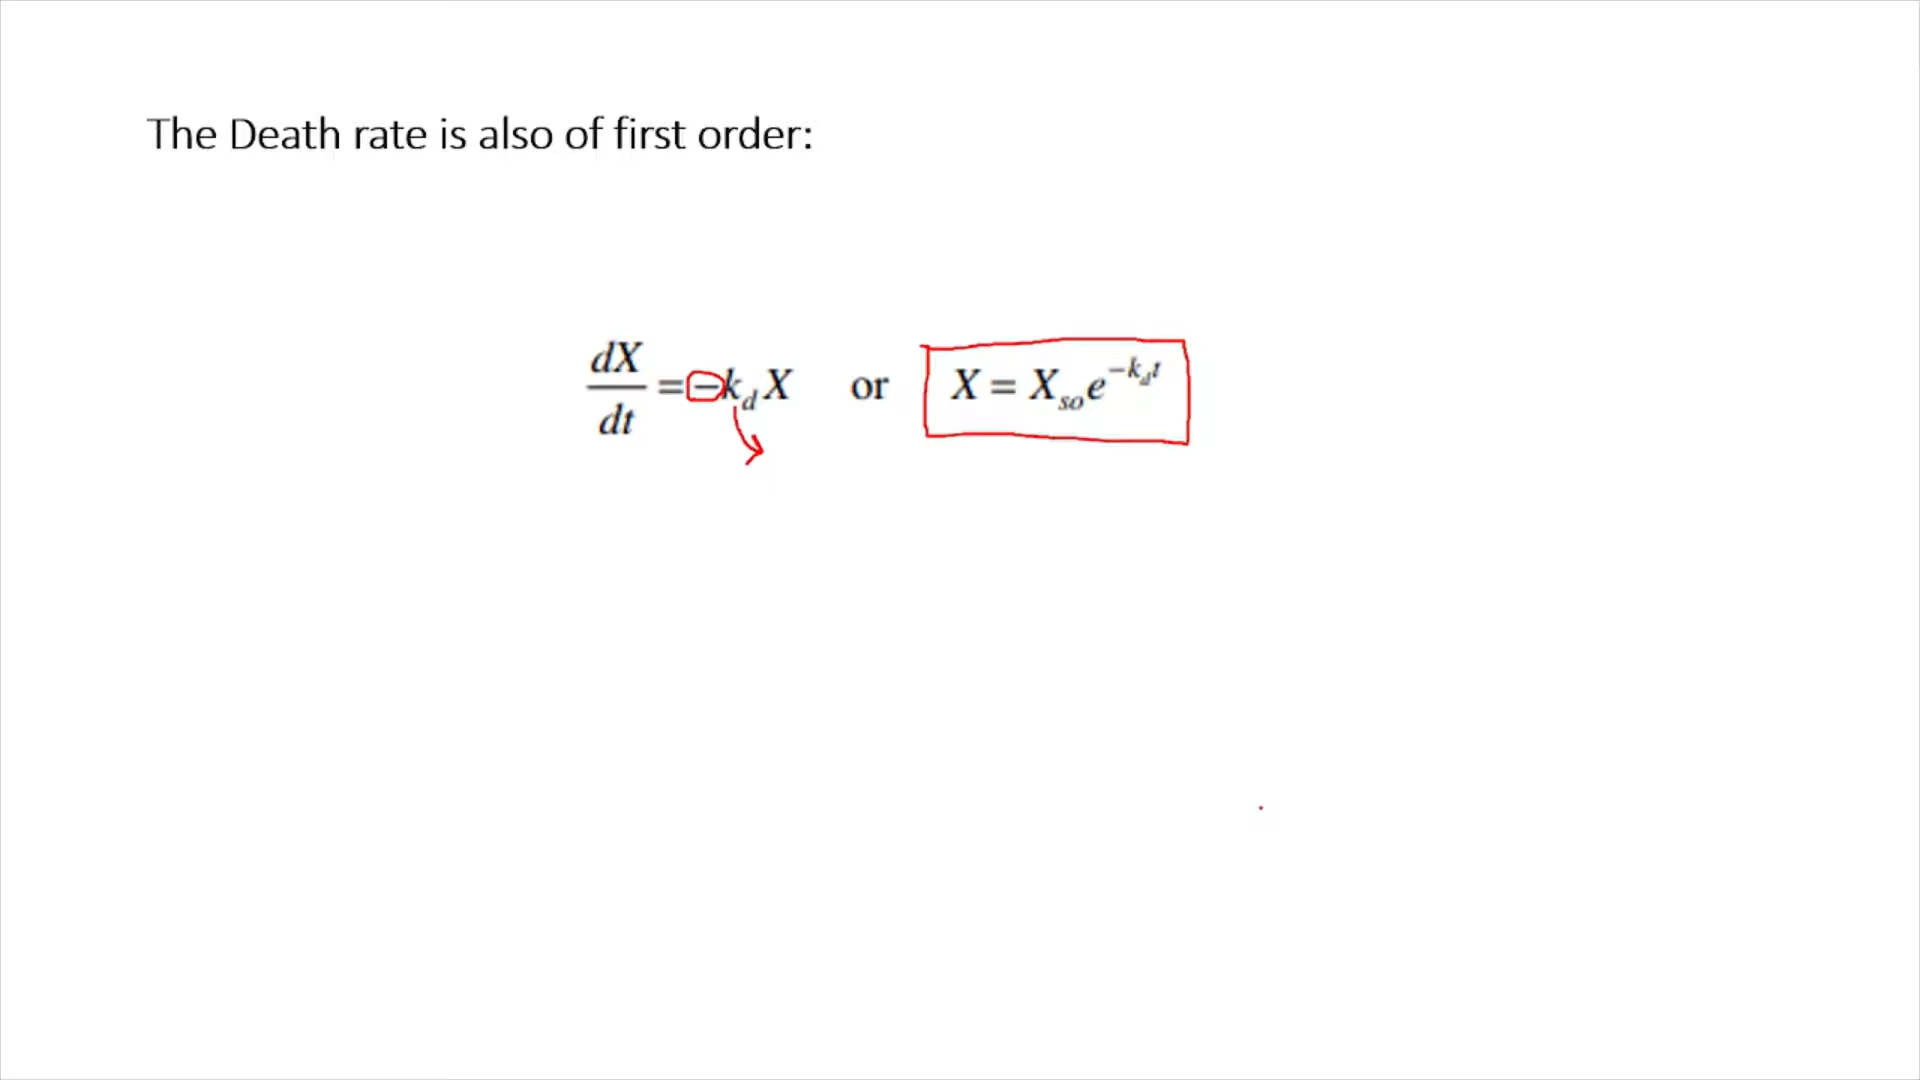 The Death rate is also of first order:
dX/dt = -k_d X or X = X_so e^{-k_d t}